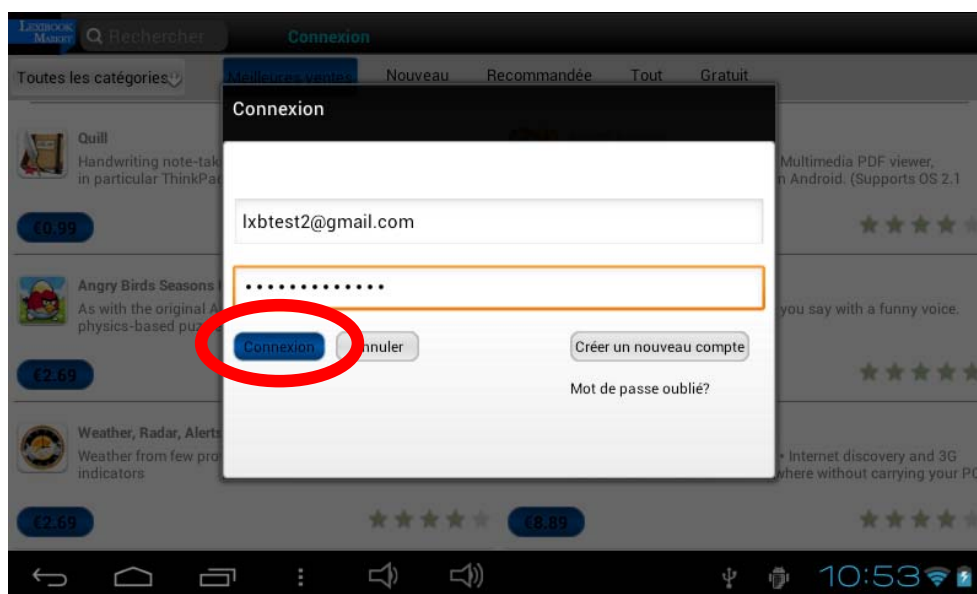 LEXIBOOK
MARKET
Rechercher
Connexion
Toutes les catégories
Meilleures ventes
Nouveau
Recommandée
Tout
Gratuit
Connexion
Quill
Handwriting note-tak
in particular ThinkPa
Multimedia PDF viewer,
n Android. (Supports OS 2.1
€0.99
lxbtest2@gmail.com
•••••••••••••
Angry Birds Seasons
As with the original A
physics-based pu
you say with a funny voice.
Connexion
nnuler
Créer un nouveau compte
Mot de passe oublié?
€2.69
Weather, Radar, Alerts
Weather from few pro
indicators
• Internet discovery and 3G
where without carrying your PC
€2.69
€8.89
10:53